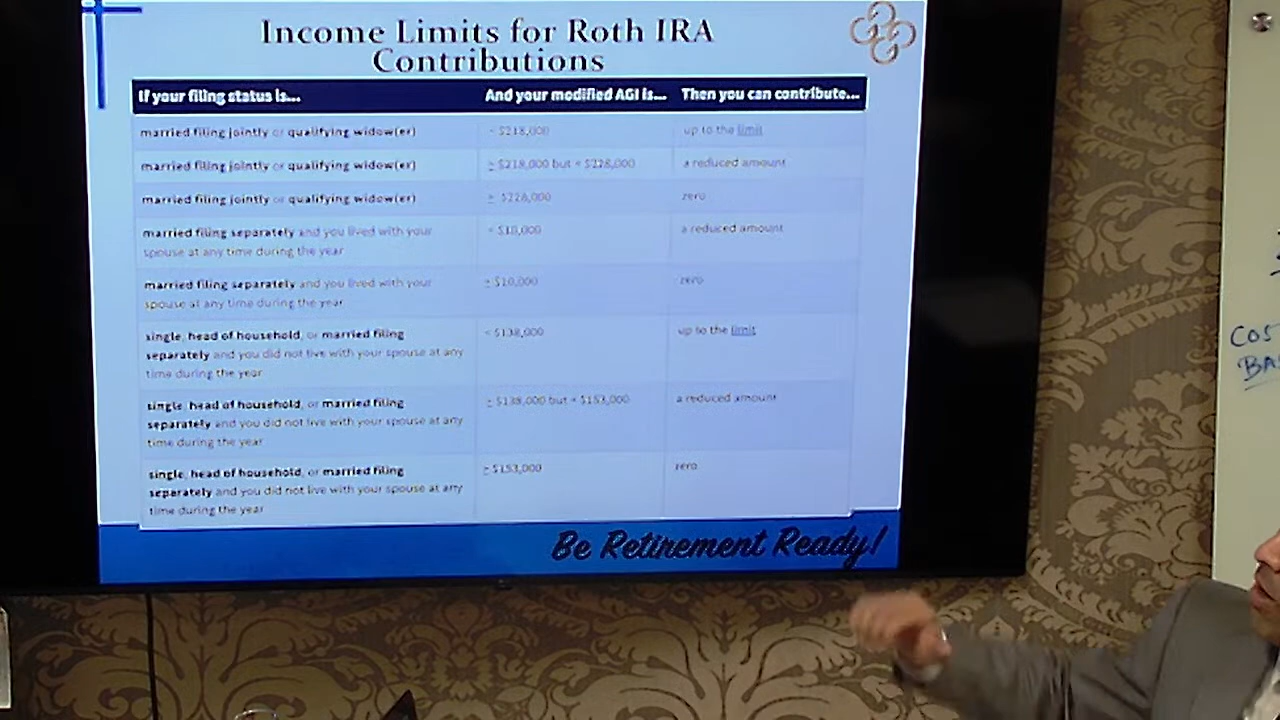 Income Limits for Roth IRA
Contributions
If your filing status is... And your modified AGI is... Then you can contribute...
married filing jointly or qualifying widow(er) < $218,000 up to the limit
married filing jointly or qualifying widow(er) ≥ $218,000 but < $228,000 a reduced amount
married filing jointly or qualifying widow(er) ≥ $228,000 zero
married filing separately and you lived with your < $10,000 a reduced amount
spouse at any time during the year
married filing separately and you lived with your ≥ $10,000 zero
spouse at any time during the year
single, head of household, or married filing < $138,000 up to the limit
separately and you did not live with your spouse at any
time during the year
single, head of household, or married filing ≥ $138,000 but < $153,000 a reduced amount
separately and you did not live with your spouse at any
time during the year
single, head of household, or married filing ≥ $153,000 zero
separately and you did not live with your spouse at any
time during the year
Be Retirement Ready!